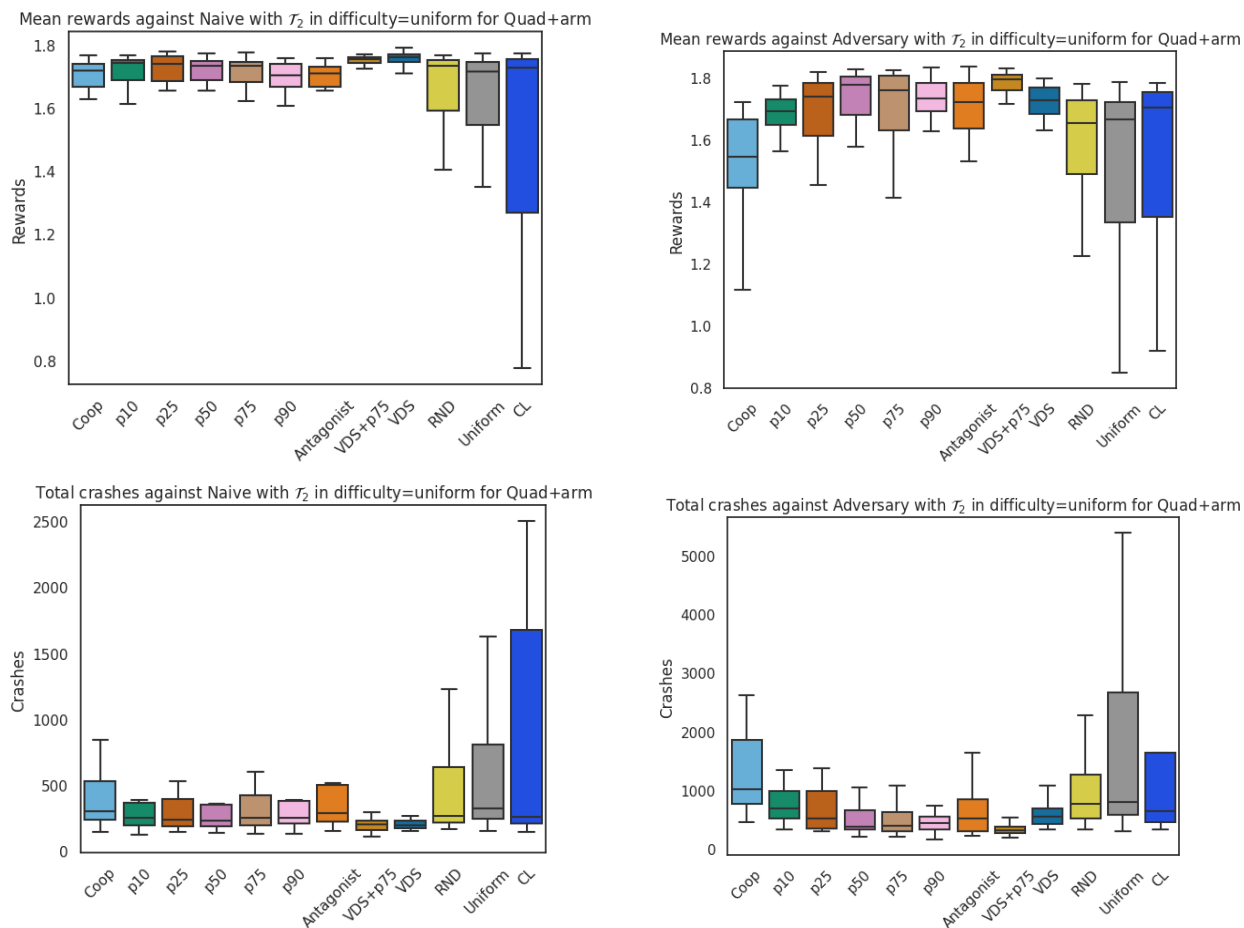 Mean rewards against Naive with 𝒯₂ in difficulty=uniform for Quad+arm
1.8
1.6
1.4
1.2
1.0
0.8
Rewards
Coop
p10
p25
p50
p75
p90
Antagonist
VDS+p75
VDS
RND
Uniform
CL
Mean rewards against Adversary with 𝒯₂ in difficulty=uniform for Quad+arm
1.8
1.6
1.4
1.2
1.0
0.8
Rewards
Coop
p10
p25
p50
p75
p90
Antagonist
VDS+p75
VDS
RND
Uniform
CL
Total crashes against Naive with 𝒯₂ in difficulty=uniform for Quad+arm
2500
2000
1500
1000
500
0
Crashes
Coop
p10
p25
p50
p75
p90
Antagonist
VDS+p75
VDS
RND
Uniform
CL
Total crashes against Adversary with 𝒯₂ in difficulty=uniform for Quad+arm
5000
4000
3000
2000
1000
0
Crashes
Coop
p10
p25
p50
p75
p90
Antagonist
VDS+p75
VDS
RND
Uniform
CL